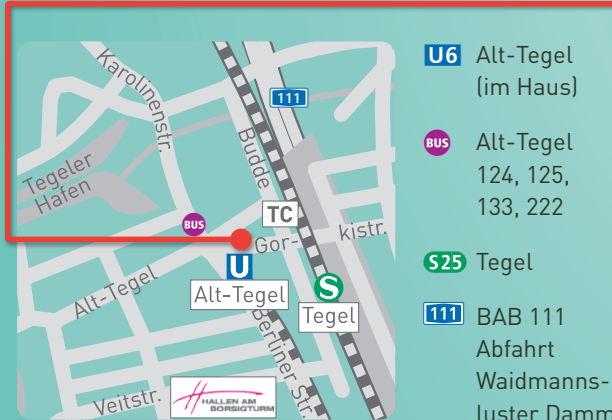 Karolinenstr.
111
Budde
Tegeler
Hafen
TC
BUS
Gor-
kistr.
U
Alt-Tegel
S
Tegel
Alt-Tegel
Berliner Str.
Veitstr.
HALLEN AM
BORSIGTURM
U6 Alt-Tegel
(im Haus)
BUS Alt-Tegel
124, 125,
133, 222
S25 Tegel
111 BAB 111
Abfahrt
Waidmanns-
luster Damm